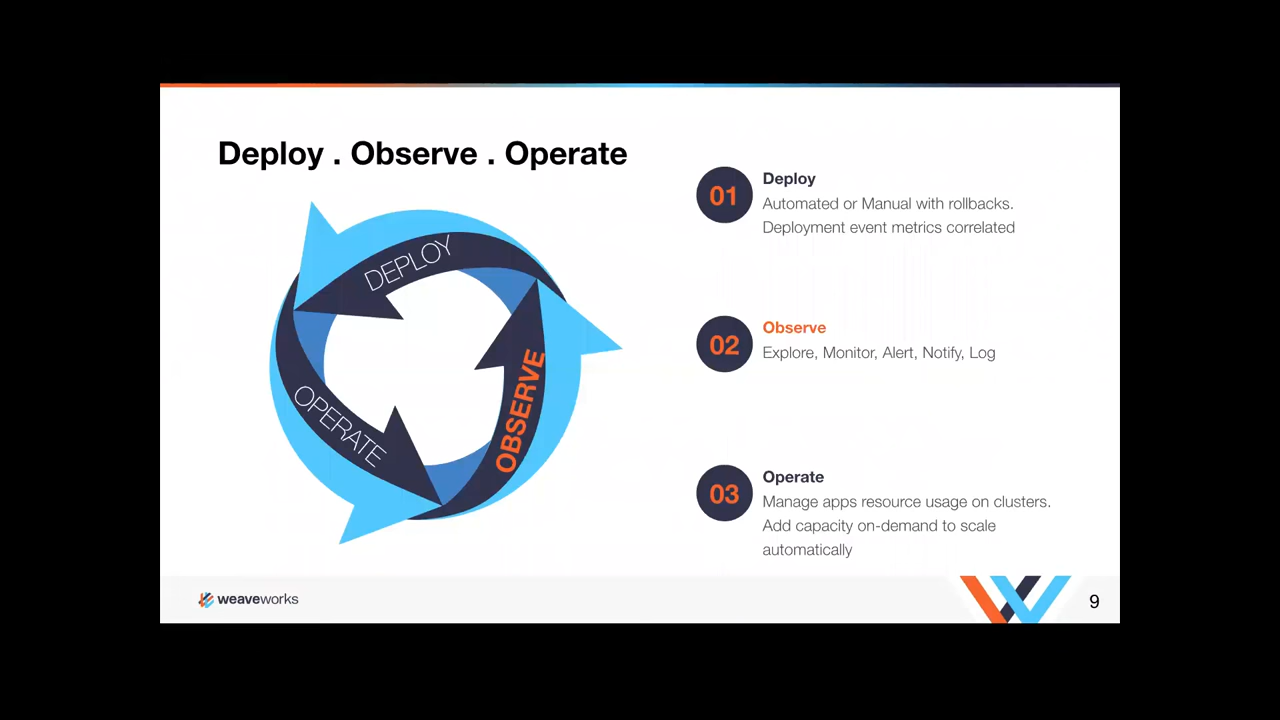 Deploy . Observe . Operate
DEPLOY
OPERATE
OBSERVE
01
Deploy
Automated or Manual with rollbacks.
Deployment event metrics correlated
02
Observe
Explore, Monitor, Alert, Notify, Log
03
Operate
Manage apps resource usage on clusters.
Add capacity on-demand to scale
automatically
weaveworks
9